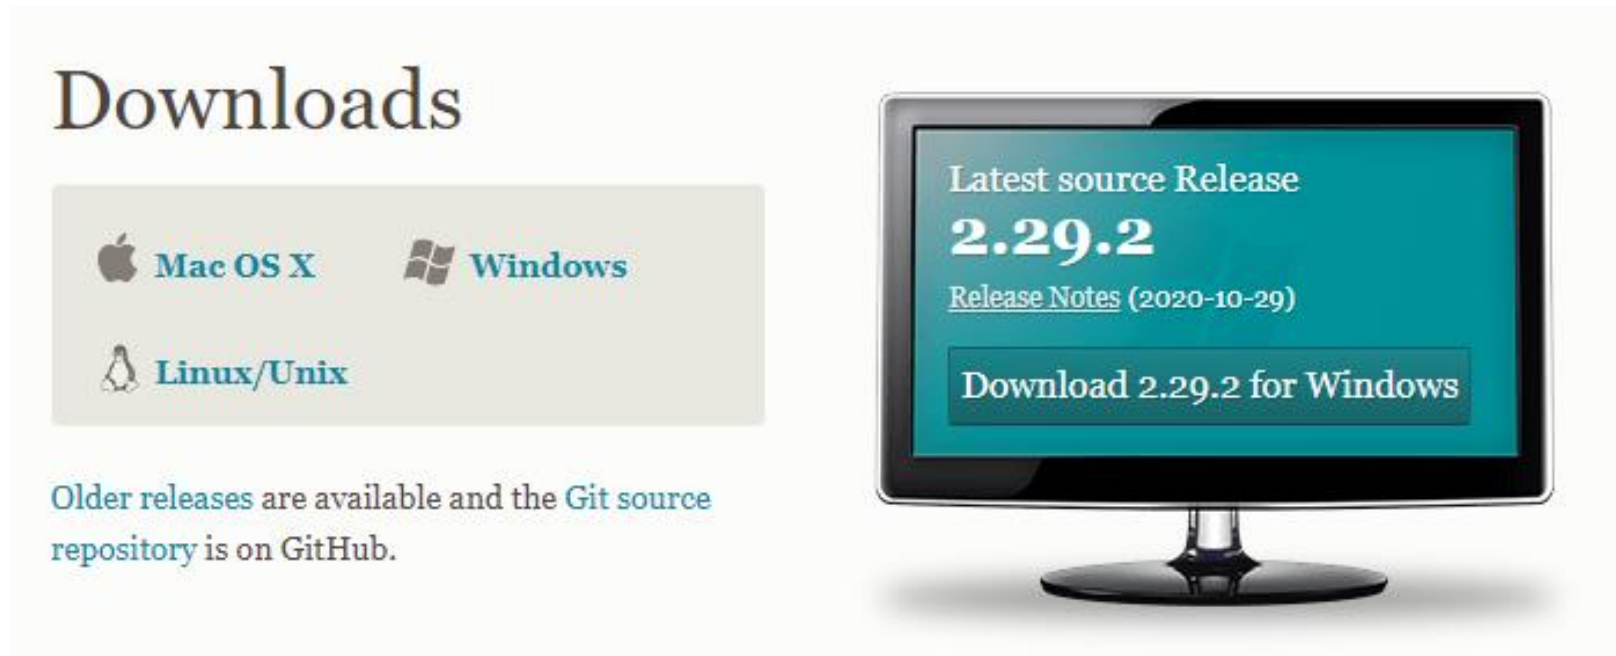 Downloads
Mac OS X
Windows
Linux/Unix
Older releases are available and the Git source
repository is on GitHub.
Latest source Release
2.29.2
Release Notes (2020-10-29)
Download 2.29.2 for Windows